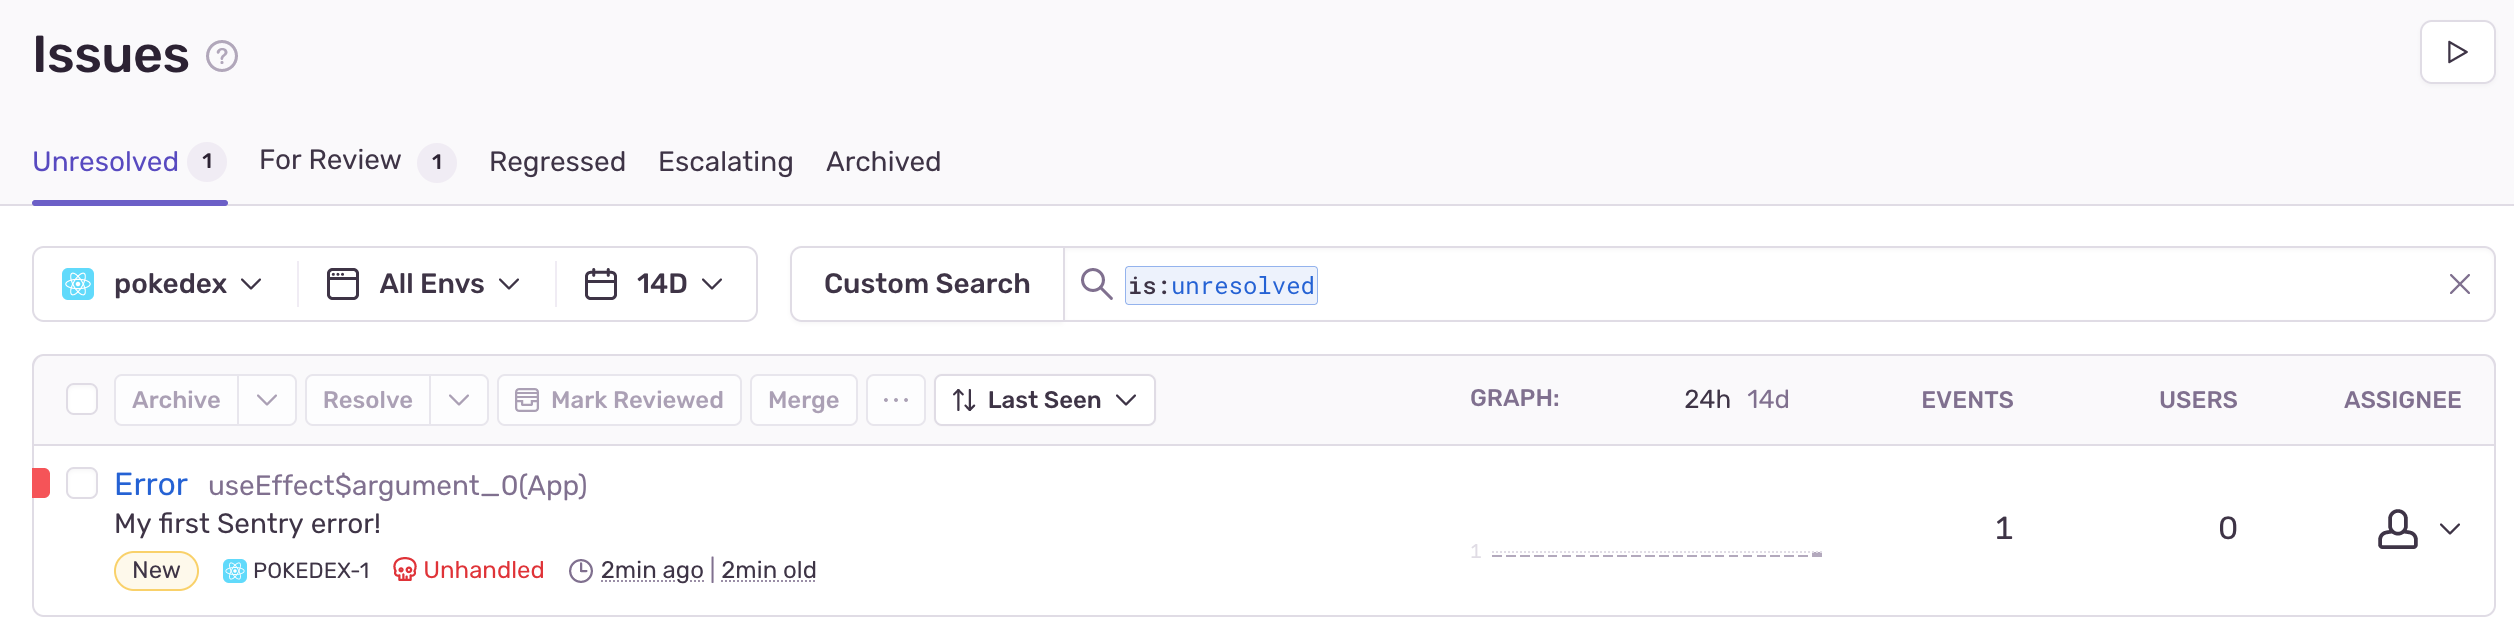 Issues ?
Unresolved 1 For Review 1 Regressed Escalating Archived
pokedex All Envs 14D Custom Search is:unresolved
Archive Resolve Mark Reviewed Merge ... Last Seen GRAPH: 24h 14d EVENTS USERS ASSIGNEE
Error useEffect$argument_0(App)
My first Sentry error!
1 1 0
New POKEDEX-1 Unhandled 2min ago | 2min old